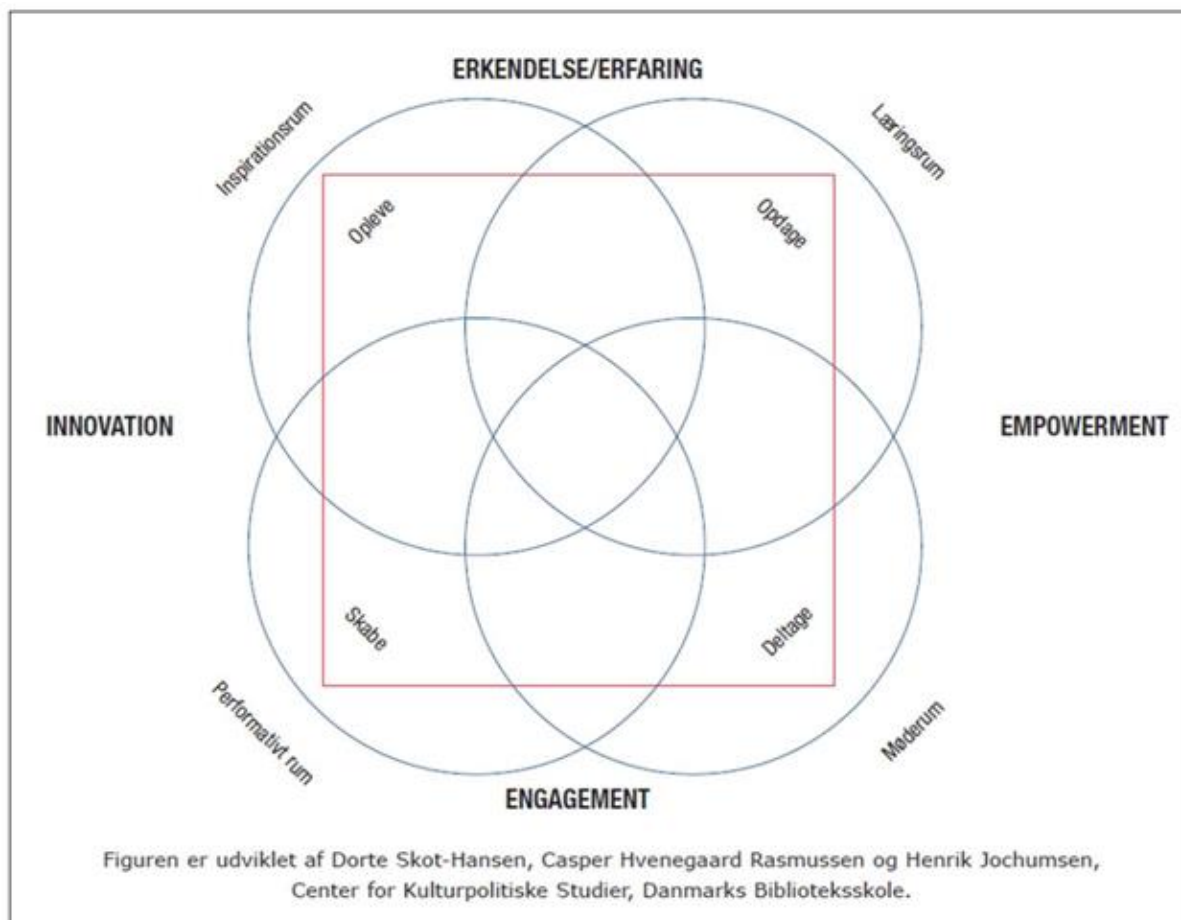 ERKENDELSE/ERFARING
Inspirationsrum
Læringsrum
Opleve
Opdage
INNOVATION
EMPOWERMENT
Skabe
Deltage
Performativt rum
Møderum
ENGAGEMENT
Figuren er udviklet af Dorte Skot-Hansen, Casper Hvenegaard Rasmussen og Henrik Jochumsen,
Center for Kulturpolitiske Studier, Danmarks Biblioteksskole.